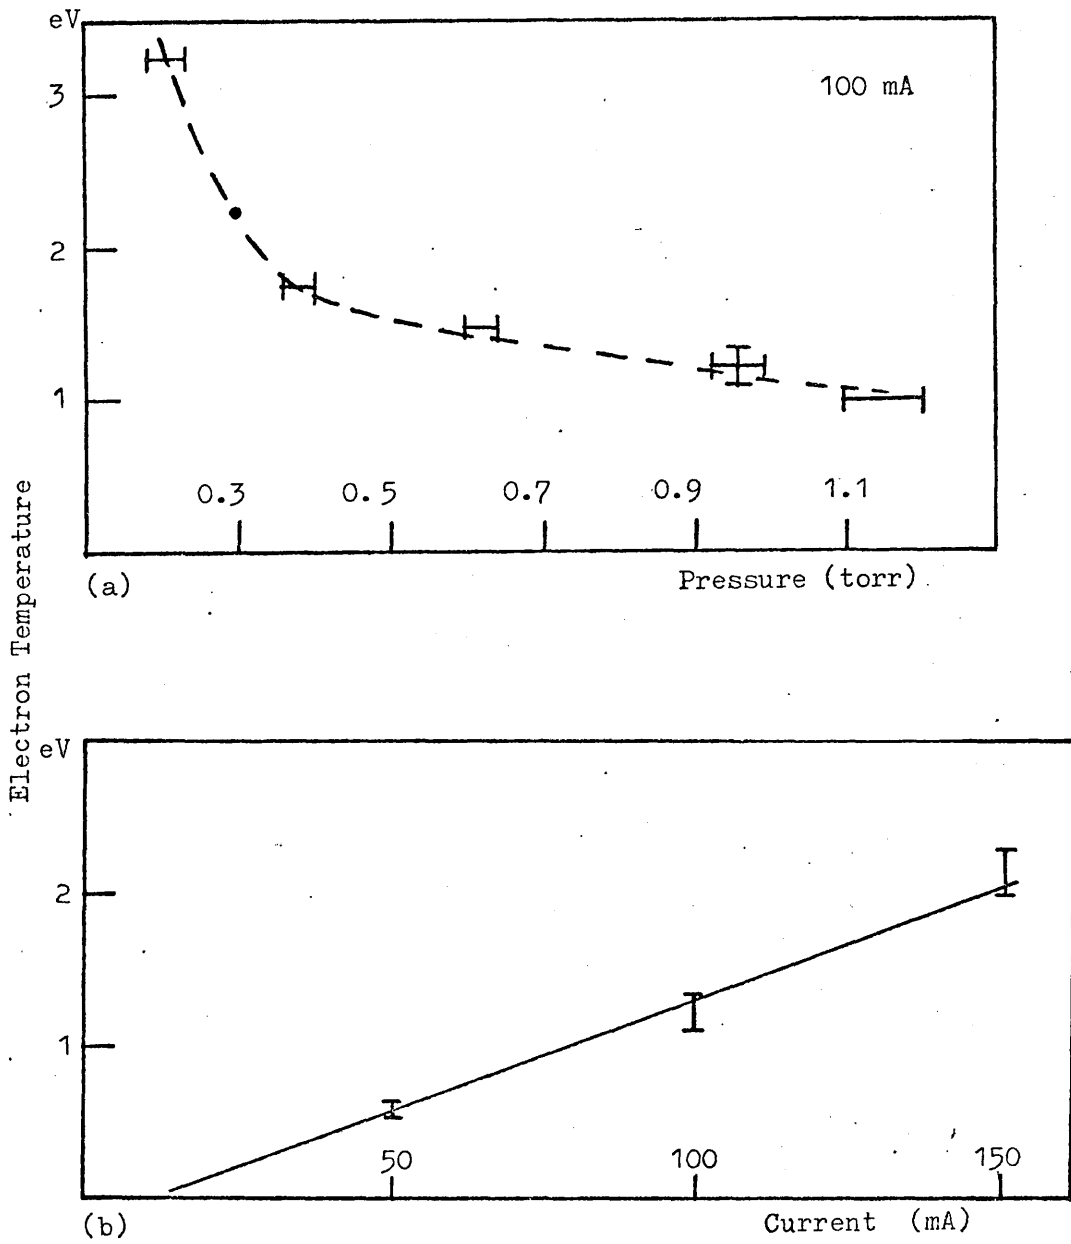 eV
3
100 mA
2
1
0.3 0.5 0.7 0.9 1.1
(a)
Pressure (torr)
Electron Temperature
eV
2
1
50 100 150
(b)
Current (mA)